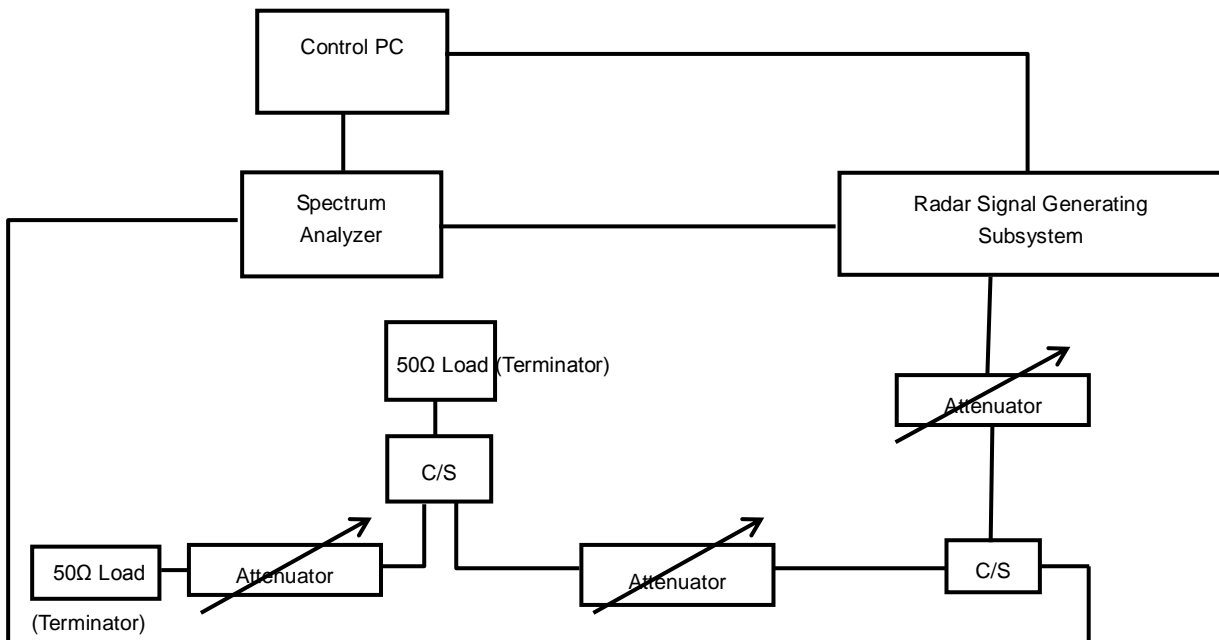 Control PC
Spectrum
Analyzer
Radar Signal Generating
Subsystem
50Ω Load (Terminator)
Attenuator
C/S
50Ω Load
(Terminator)
Attenuator
Attenuator
C/S